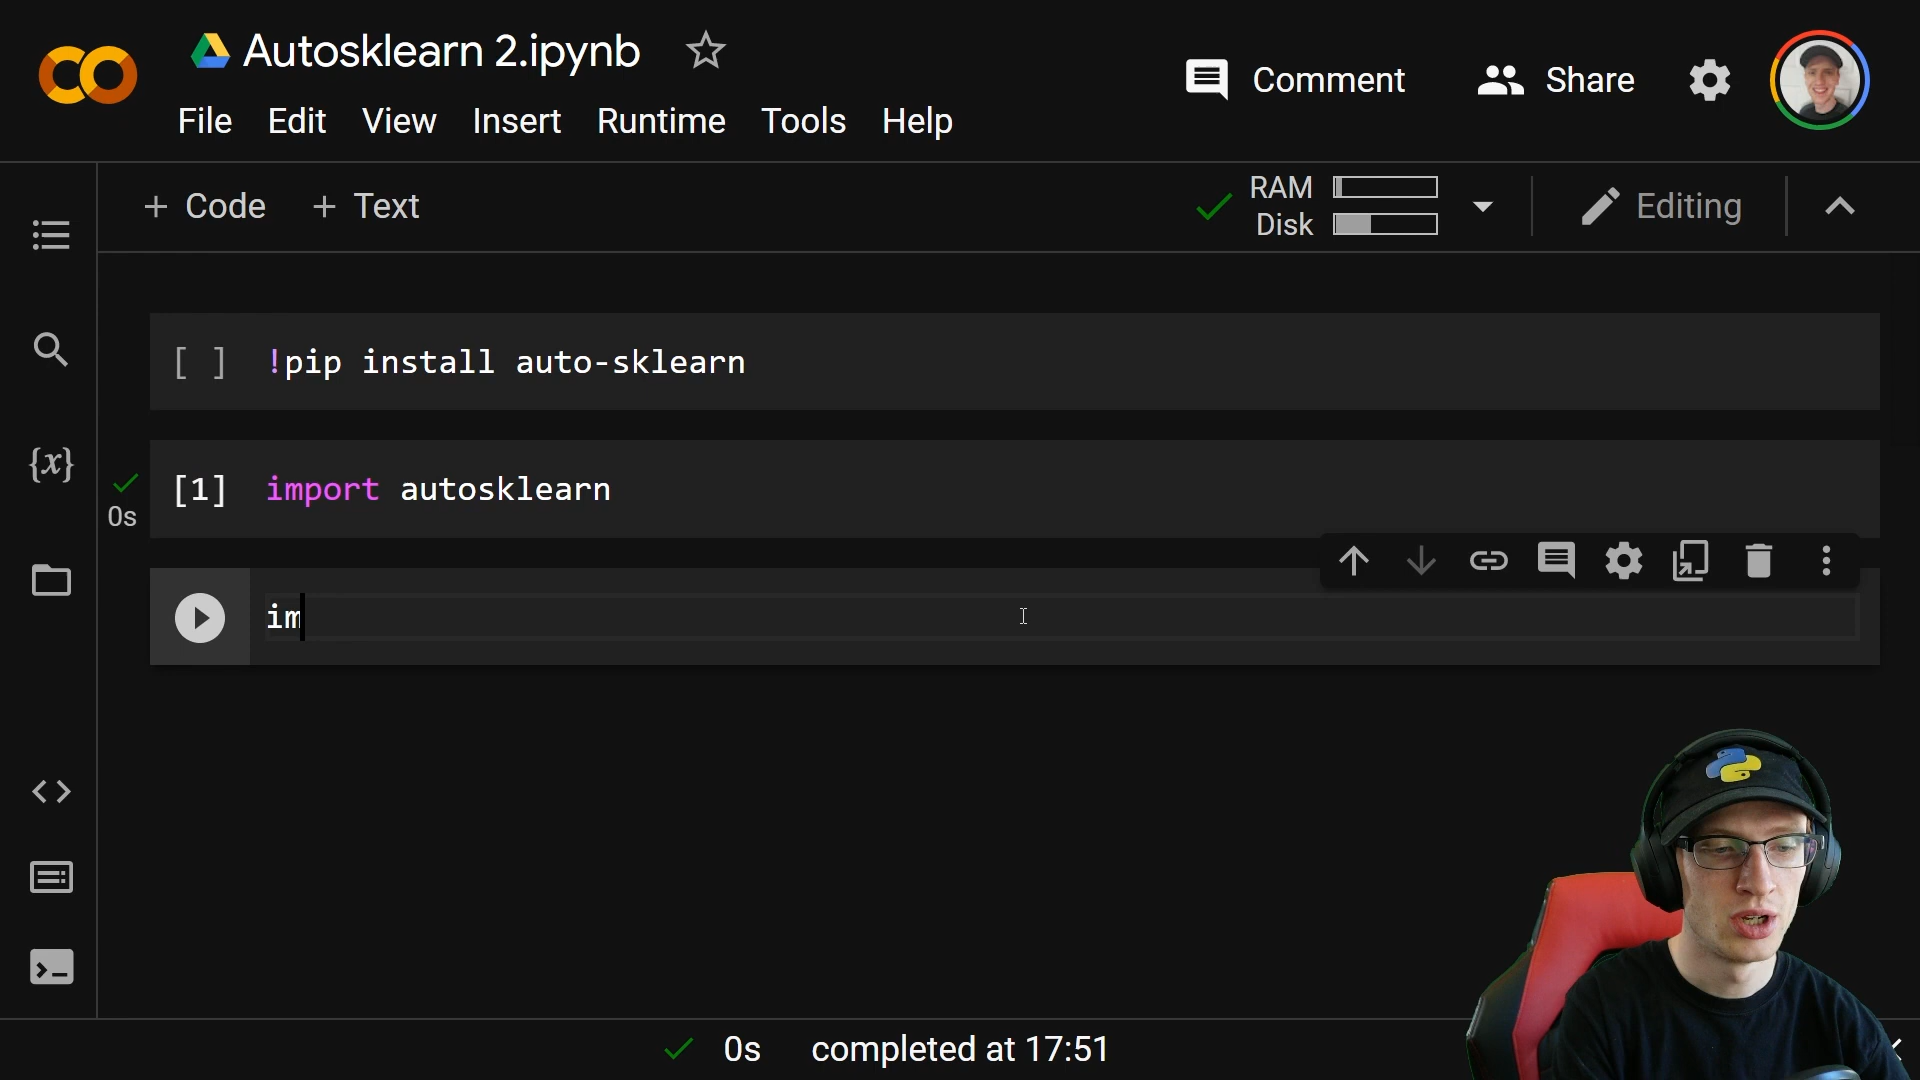 Autosklearn 2.ipynb
Comment
Share
File Edit View Insert Runtime Tools Help
+ Code + Text
RAM
Disk
Editing
[ ] !pip install auto-sklearn
[1] import autosklearn
0s
{x}
im
0s completed at 17:51